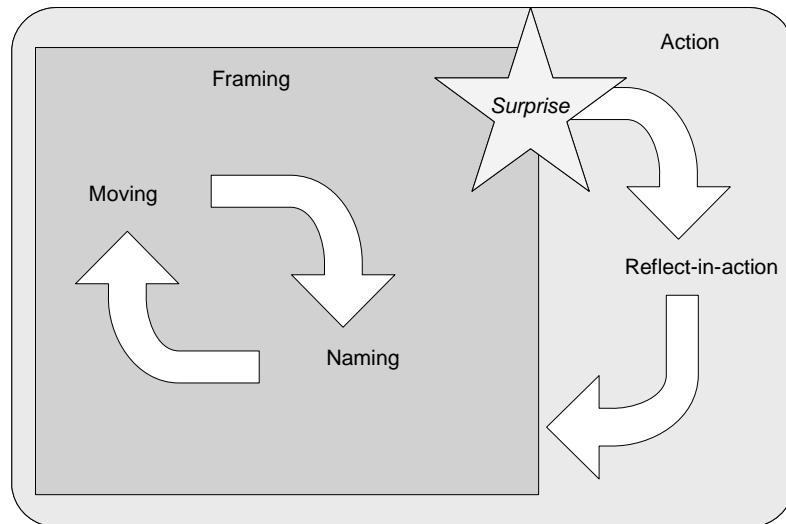 Action
Framing
Surprise
Moving
Reflect-in-action
Naming